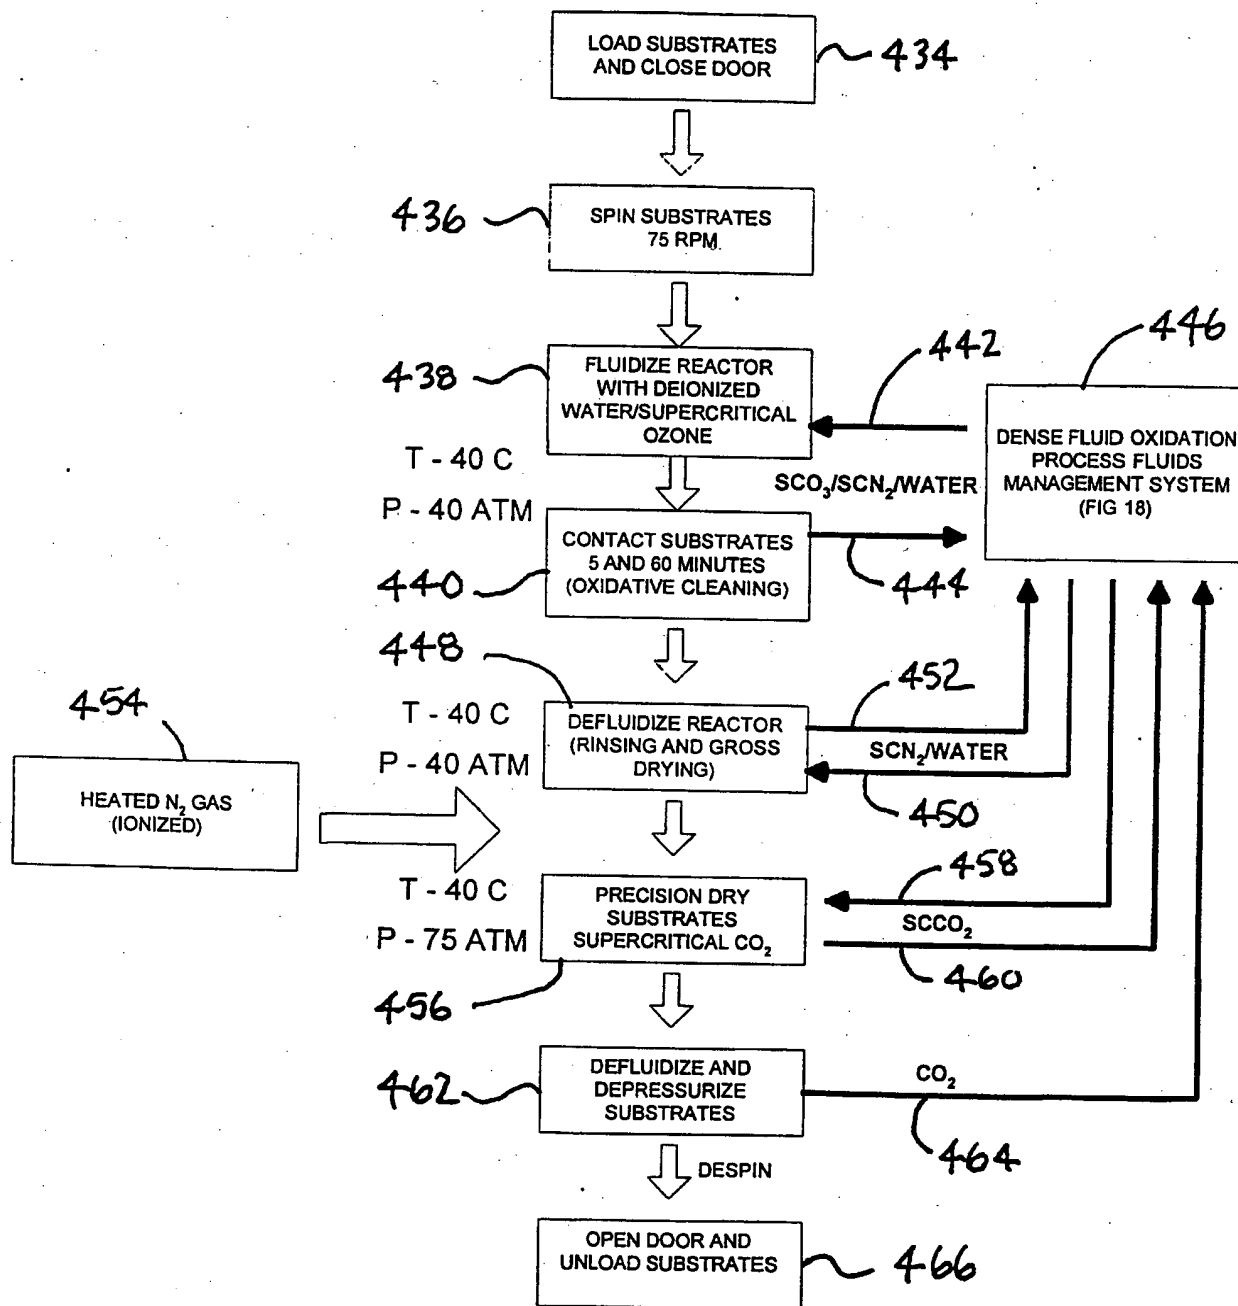 LOAD SUBSTRATES
AND CLOSE DOOR
434
436
SPIN SUBSTRATES
75 RPM
438
FLUIDIZE REACTOR
WITH DEIONIZED
WATER/SUPERCRITICAL
OZONE
442
446
DENSE FLUID OXIDATION
PROCESS FLUIDS
MANAGEMENT SYSTEM
(FIG 18)
T - 40 C
P - 40 ATM
SCO₃/SCN₂/WATER
440
CONTACT SUBSTRATES
5 AND 60 MINUTES
(OXIDATIVE CLEANING)
444
448
452
454
T - 40 C
P - 40 ATM
DEFLUIDIZE REACTOR
(RINSING AND GROSS
DRYING)
SCN₂/WATER
450
HEATED N₂ GAS
(IONIZED)
458
T - 40 C
P - 75 ATM
PRECISION DRY
SUBSTRATES
SUPERCRITICAL CO₂
SCCO₂
460
456
462
DEFLUIDIZE AND
DEPRESSURIZE
SUBSTRATES
CO₂
464
DESPIN
OPEN DOOR AND
UNLOAD SUBSTRATES
466